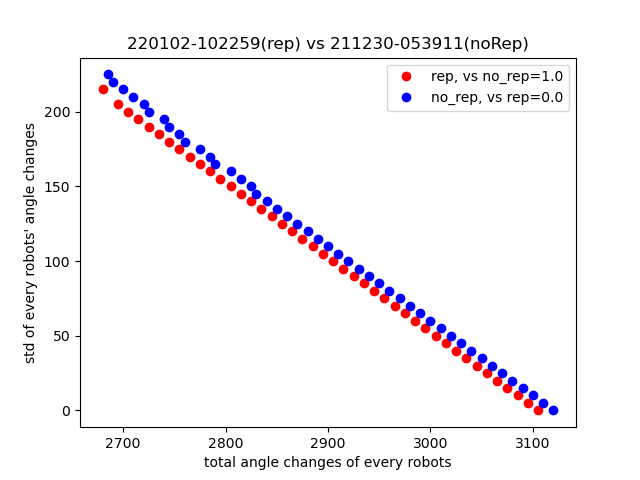 220102-102259(rep) vs 211230-053911(noRep)
rep, vs no_rep=1.0
no_rep, vs rep=0.0
std of every robots' angle changes
200
150
100
50
0
2700 2800 2900 3000 3100
total angle changes of every robots